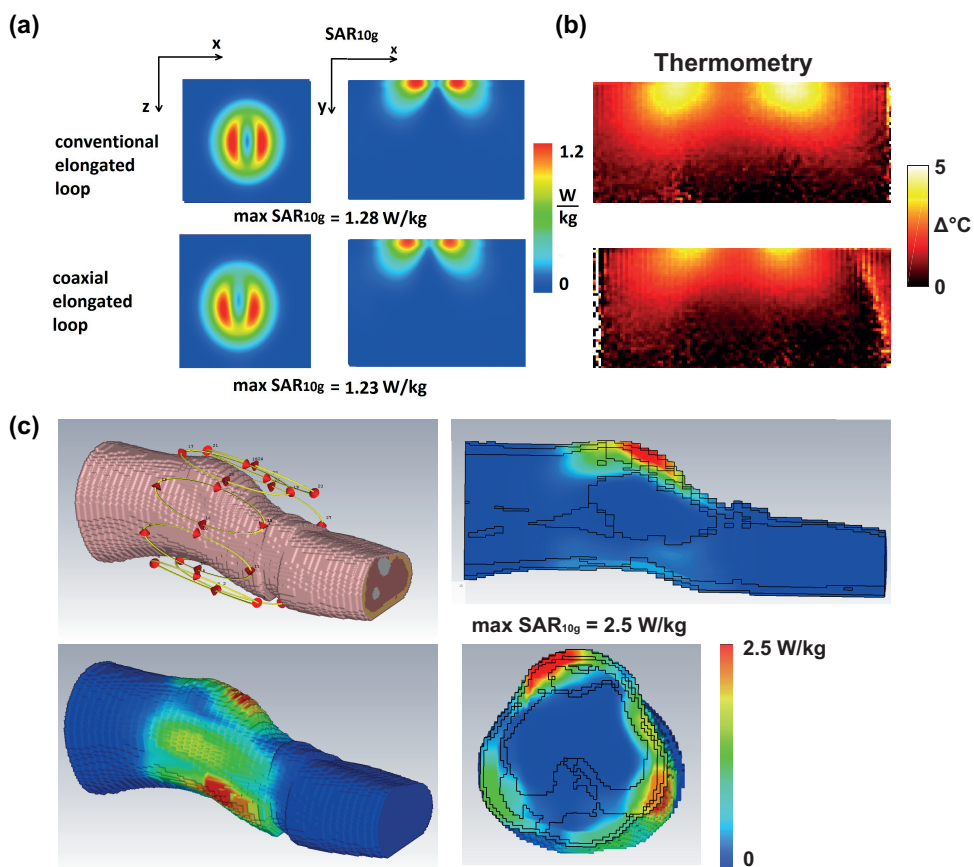 (a)
SAR10g
x
z
x
y
conventional
elongated
loop
1.2
W
kg
0
max SAR10g = 1.28 W/kg
coaxial
elongated
loop
max SAR10g = 1.23 W/kg
(b)
Thermometry
5
Δ°C
0
(c)
max SAR10g = 2.5 W/kg
2.5 W/kg
0